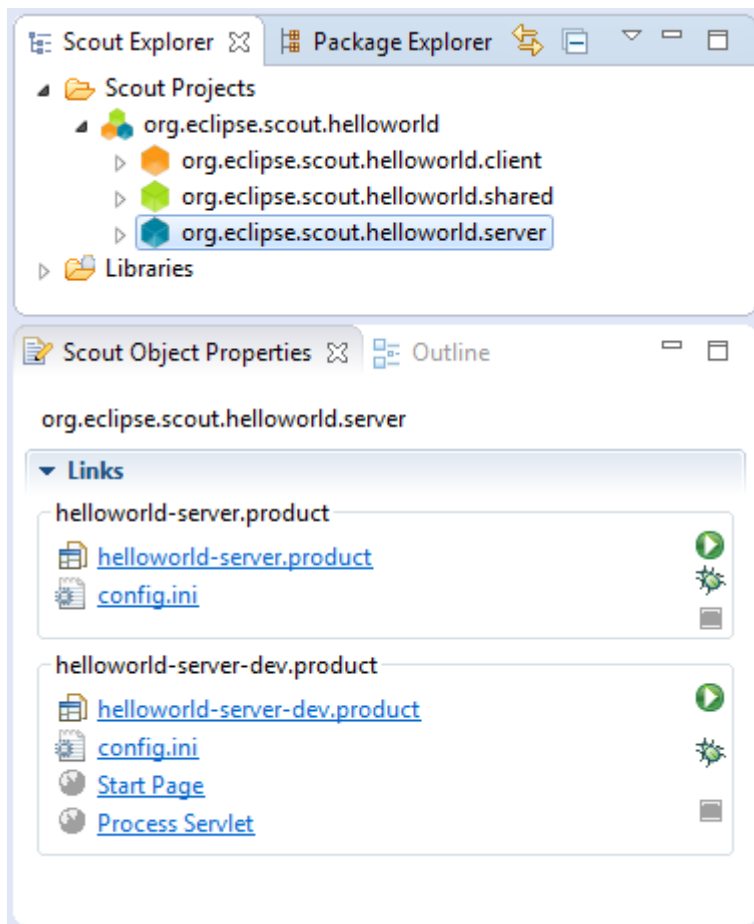 Scout Explorer Package Explorer
Scout Projects
org.eclipse.scout.helloworld
org.eclipse.scout.helloworld.client
org.eclipse.scout.helloworld.shared
org.eclipse.scout.helloworld.server
Libraries
Scout Object Properties Outline
org.eclipse.scout.helloworld.server
Links
helloworld-server.product
helloworld-server.product
config.ini
helloworld-server-dev.product
helloworld-server-dev.product
config.ini
Start Page
Process Servlet